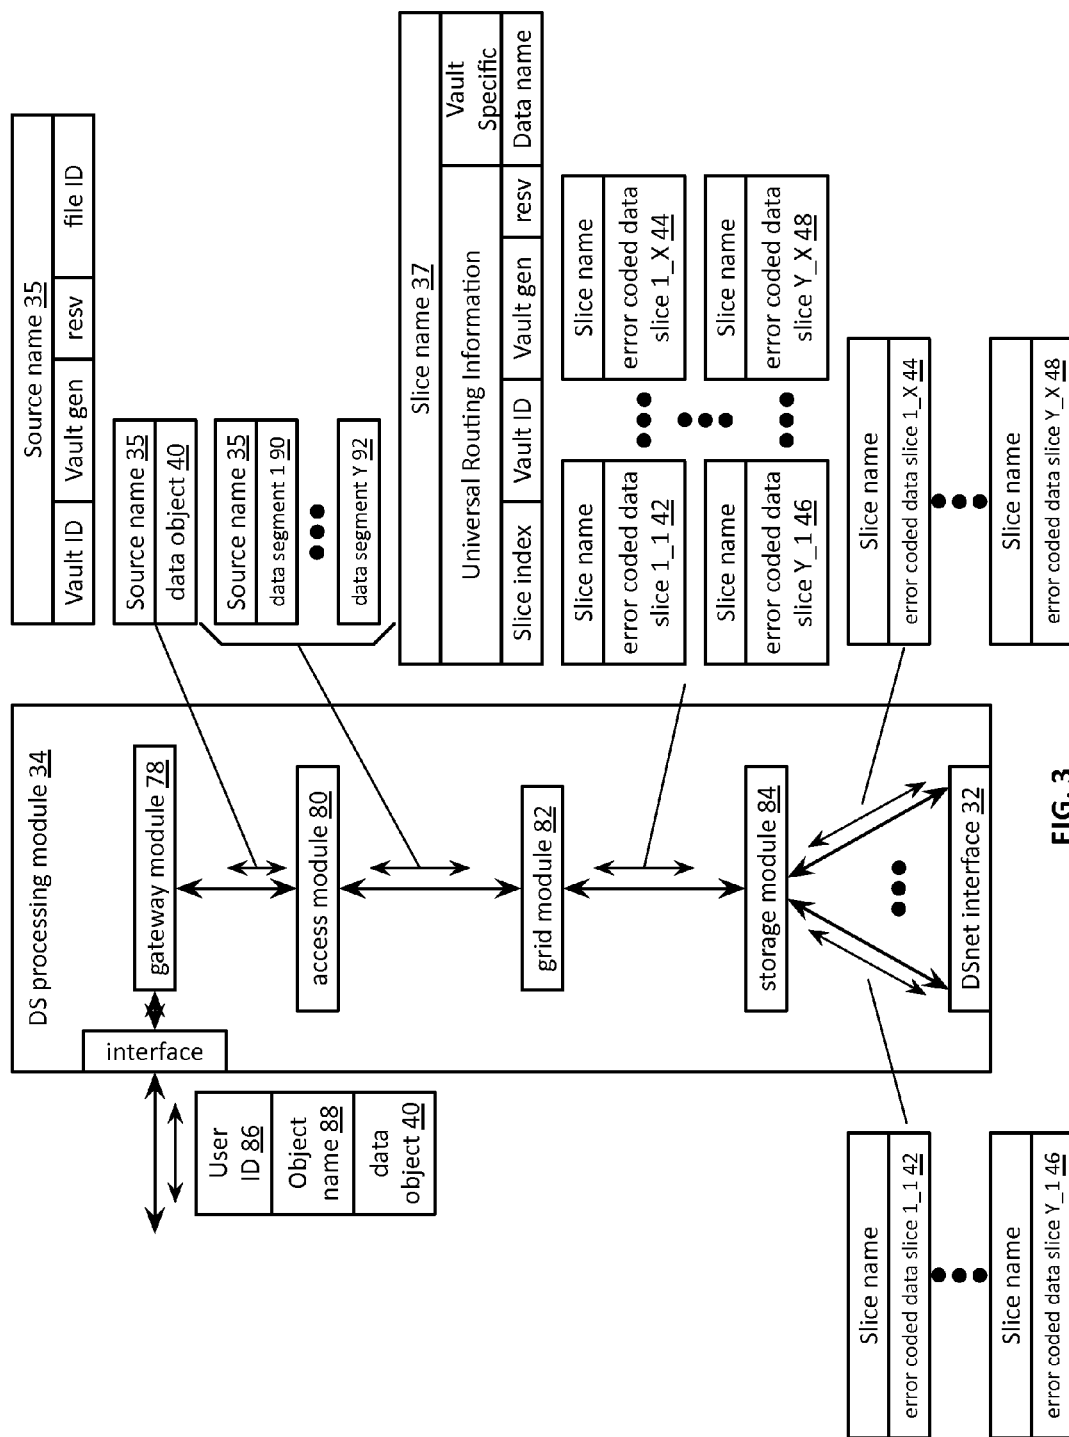 DS processing module 34
interface
gateway module 78
access module 80
grid module 82
storage module 84
DSnet interface 32
User
ID 86
Object
name 88
data
object 40
Source name 35
Vault ID
Vault gen
resv
file ID
Source name 35
data object 40
Source name 35
data segment 1 90
data segment Y 92
Slice name 37
Universal Routing Information
Vault
Specific
Slice index
Vault ID
Vault gen
resv
Data name
Slice name
error coded data
slice 1_1 42
Slice name
error coded data
slice 1_X 44
Slice name
error coded data
slice Y_1 46
Slice name
error coded data
slice Y_X 48
Slice name
error coded data slice 1_1 42
Slice name
error coded data slice Y_1 46
Slice name
error coded data slice 1_X 44
Slice name
error coded data slice Y_X 48
FIG. 3